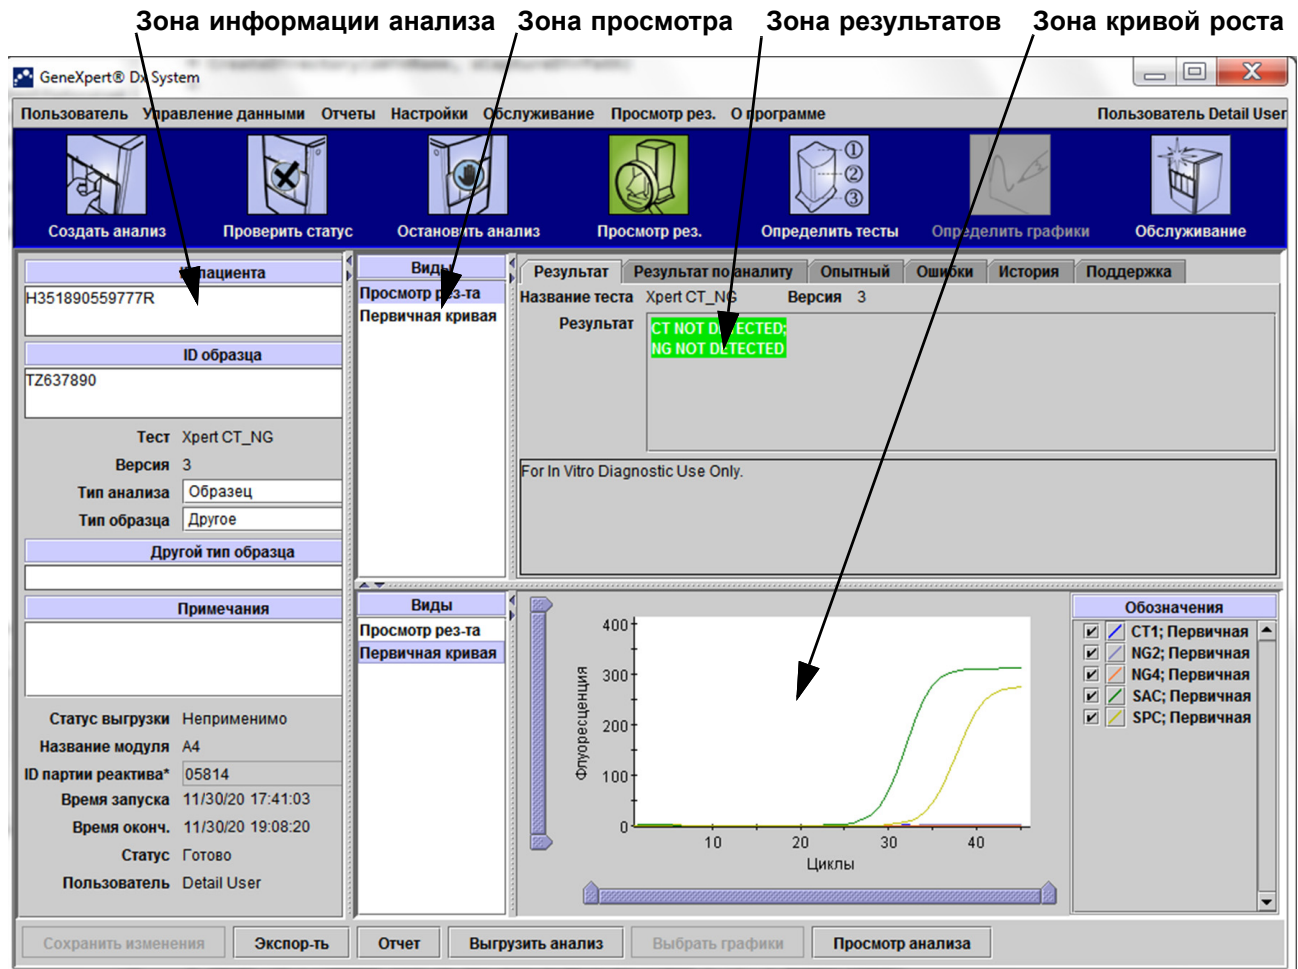 Зона информации анализа Зона просмотра Зона результатов Зона кривой роста
GeneXpert® Dx System
Пользователь Управление данными Отчеты Настройки Обслуживание Просмотр рез. О программе Пользователь Detail User
Создать анализ Проверить статус Остановить анализ Просмотр рез. Определить тесты Определить графики Обслуживание
пациента
H351890559777R
ID образца
TZ637890
Тест Xpert CT_NG
Версия 3
Тип анализа Образец
Тип образца Другое
Другой тип образца
Примечания
Статус выгрузки Неприменимо
Название модуля A4
ID партии реактива* 05814
Время запуска 11/30/20 17:41:03
Время оконч. 11/30/20 19:08:20
Статус Готово
Пользователь Detail User
Виды
Просмотр рез-та
Первичная кривая
Результат Результат по аналиту Опытный Ошибки История Поддержка
Название теста Xpert CT_NG Версия 3
Результат CT NOT DETECTED;
NG NOT DETECTED
For In Vitro Diagnostic Use Only.
Виды
Просмотр рез-та
Первичная кривая
Флуоресценция
400
300
200
100
0
10 20 30 40
Циклы
Обозначения
CT1; Первичная
NG2; Первичная
NG4; Первичная
SAC; Первичная
SPC; Первичная
Сохранить изменения Экспор-ть Отчет Выгрузить анализ Выбрать графики Просмотр анализа